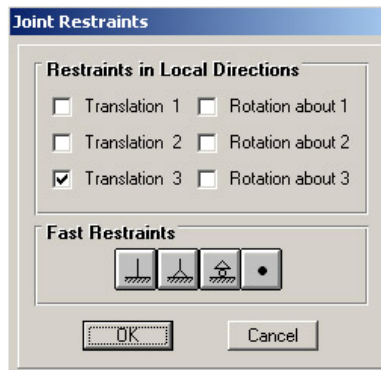 Joint Restraints
Restraints in Local Directions
Translation 1 Rotation about 1
Translation 2 Rotation about 2
Translation 3 Rotation about 3
Fast Restraints
OK Cancel